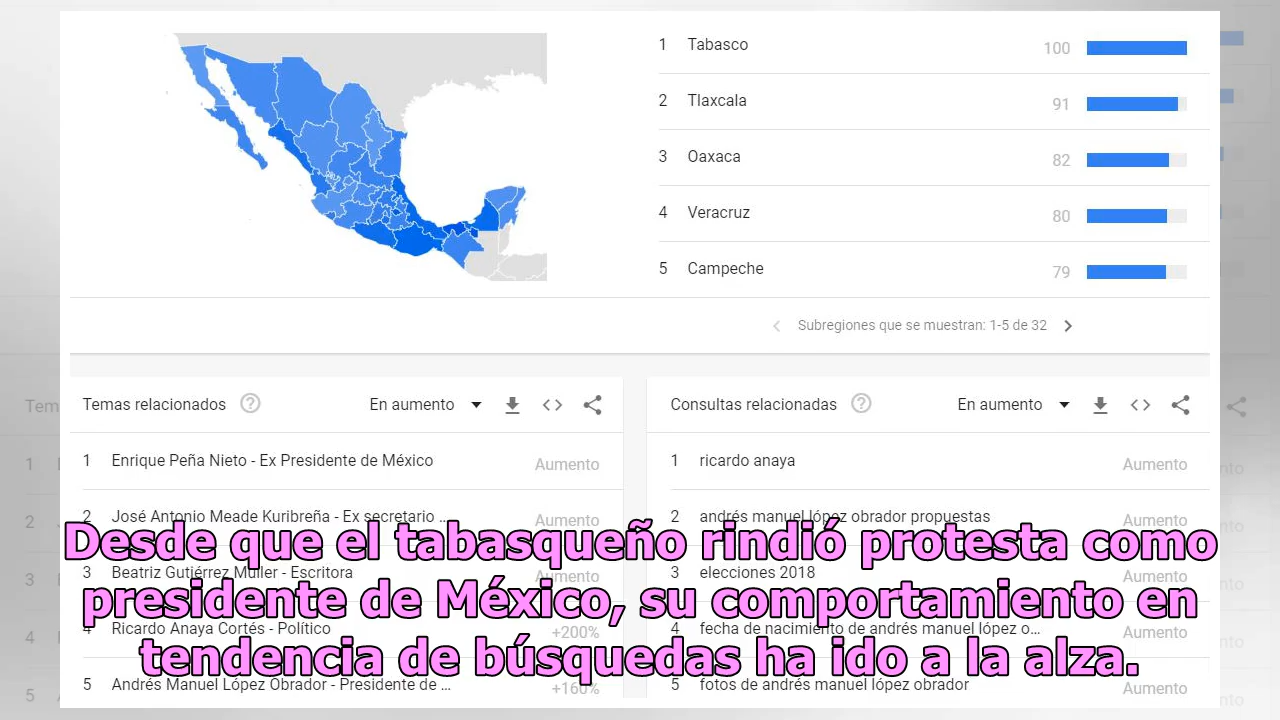 1 Tabasco 100
2 Tlaxcala 91
3 Oaxaca 82
4 Veracruz 80
5 Campeche 79
Subregiones que se muestran: 1-5 de 32
Temas relacionados En aumento
1 Enrique Peña Nieto - Ex Presidente de México Aumento
2 José Antonio Meade Kuribreña - Ex secretario ... Aumento
3 Beatriz Gutiérrez Müller - Escritora Aumento
4 Ricardo Anaya Cortés - Político +200%
5 Andrés Manuel López Obrador - Presidente de ... +160%
Consultas relacionadas En aumento
1 ricardo anaya Aumento
2 andrés manuel lópez obrador propuestas Aumento
3 elecciones 2018 Aumento
4 fecha de nacimiento de andrés manuel lópez o... Aumento
5 fotos de andrés manuel lópez obrador Aumento
Desde que el tabasqueño rindió protesta como
presidente de México, su comportamiento en
tendencia de búsquedas ha ido a la alza.